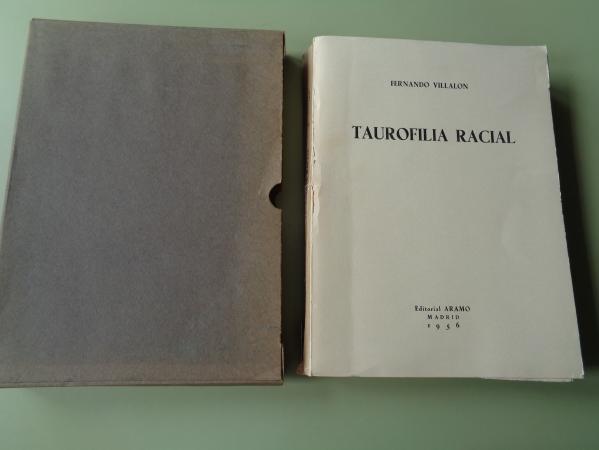 FERNANDO VILLALON
TAUROFILIA RACIAL
Editorial ARAMO
MADRID
1956